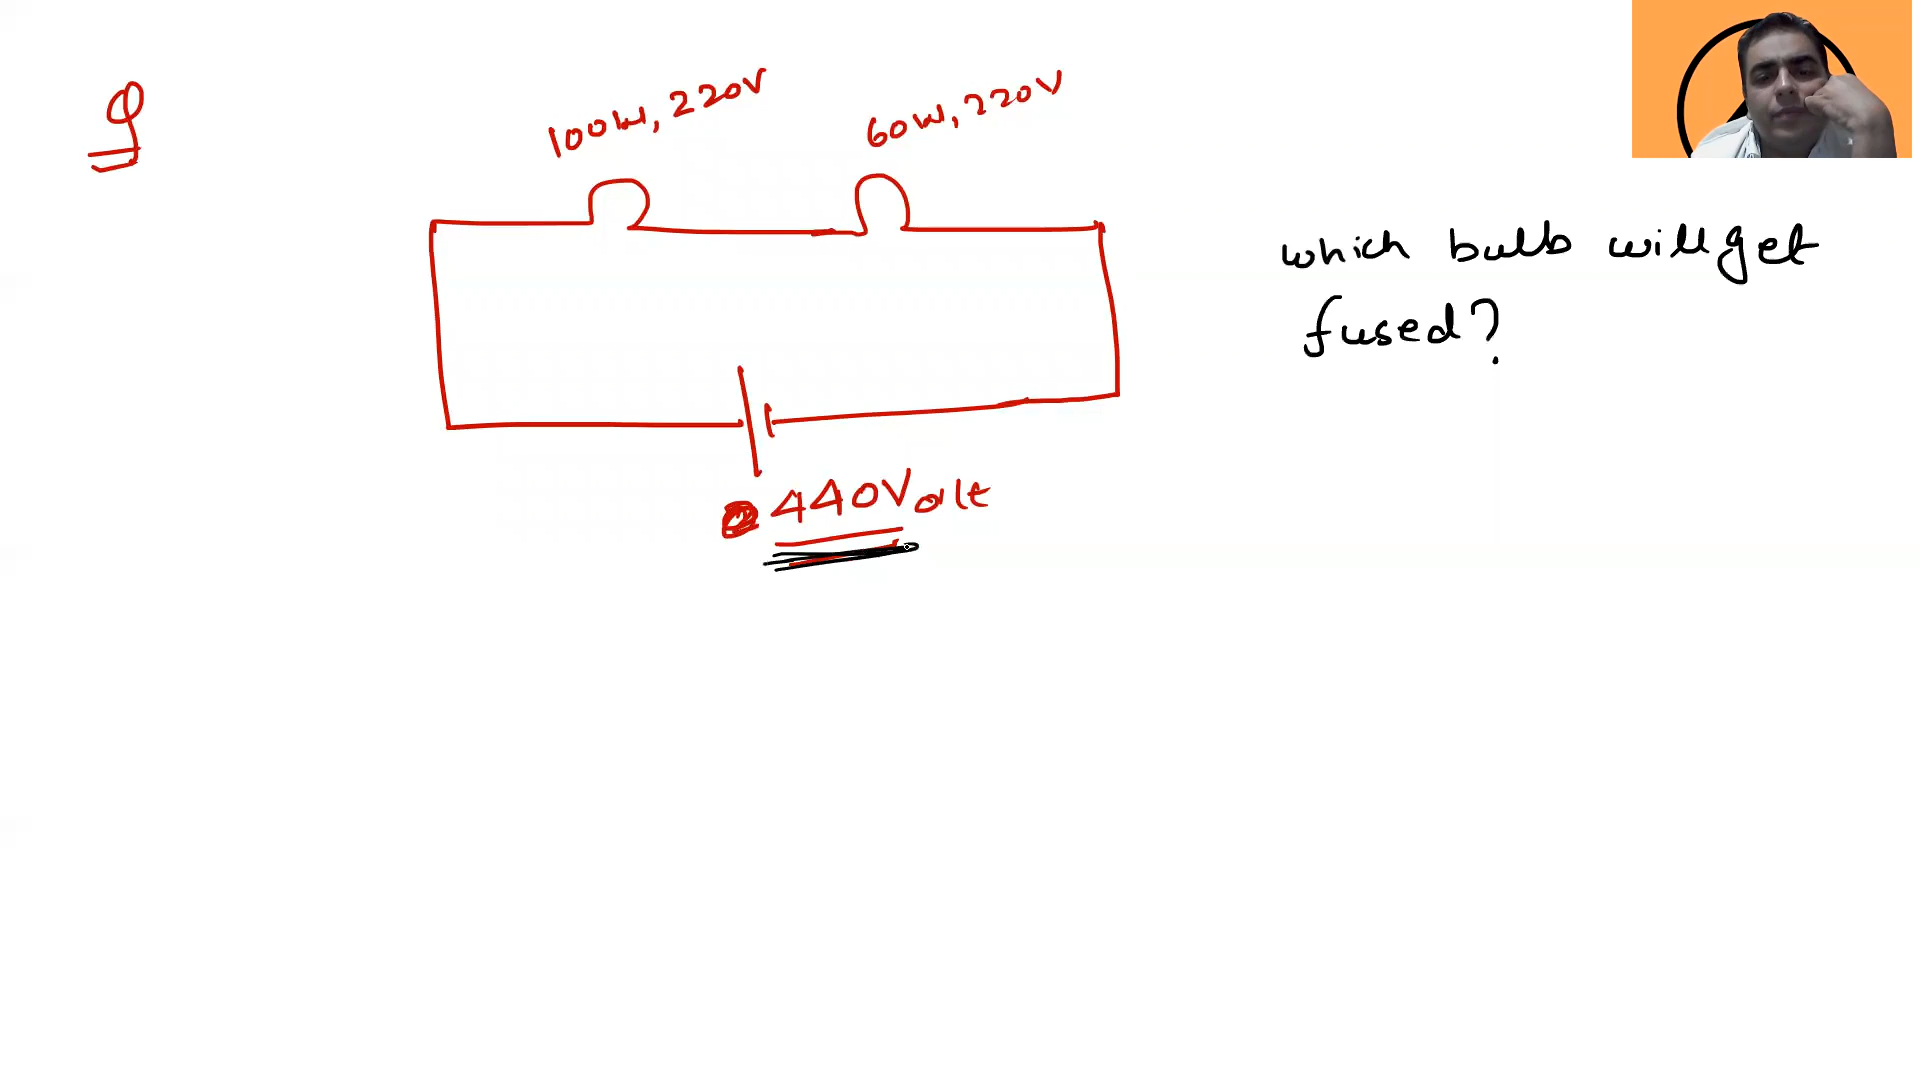 Q
100W, 220V
60W, 220V
which bulb will get
fused?
440Volt